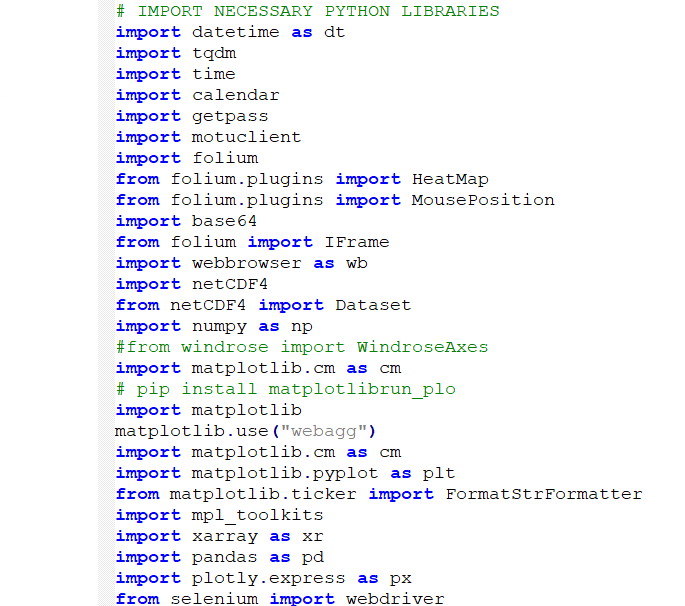 # IMPORT NECESSARY PYTHON LIBRARIES
import datetime as dt
import tqdm
import time
import calendar
import getpass
import motuclient
import folium
from folium.plugins import HeatMap
from folium.plugins import MousePosition
import base64
from folium import IFrame
import webbrowser as wb
import netCDF4
from netCDF4 import Dataset
import numpy as np
#from windrose import WindroseAxes
import matplotlib.cm as cm
# pip install matplotlibrun_plo
import matplotlib
matplotlib.use("webagg")
import matplotlib.cm as cm
import matplotlib.pyplot as plt
from matplotlib.ticker import FormatStrFormatter
import mpl_toolkits
import xarray as xr
import pandas as pd
import plotly.express as px
from selenium import webdriver